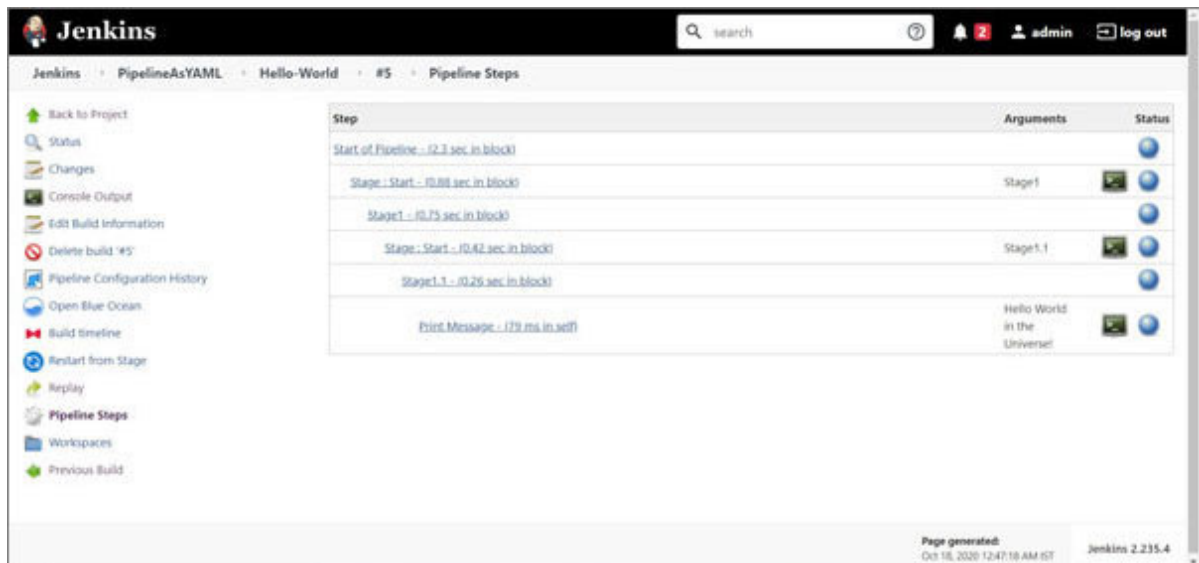 Jenkins
search
2
admin
log out
Jenkins PipelineAsYAML Hello-World #5 Pipeline Steps
Back to Project
Status
Changes
Console Output
Edit Build Information
Delete build '#5'
Pipeline Configuration History
Open Blue Ocean
Build timeline
Restart from Stage
Replay
Pipeline Steps
Workspaces
Previous Build
Step Arguments Status
Start of Pipeline - (2.3 sec in block)
Stage : Start - (0.88 sec in block) Stage1
Stage1 - (0.75 sec in block)
Stage : Start - (0.42 sec in block) Stage1.1
Stage1.1 - (0.26 sec in block)
Print Message - (79 ms in self) Hello World
in the
Universe!
Page generated:
Oct 18, 2020 12:47:18 AM IST
Jenkins 2.235.4